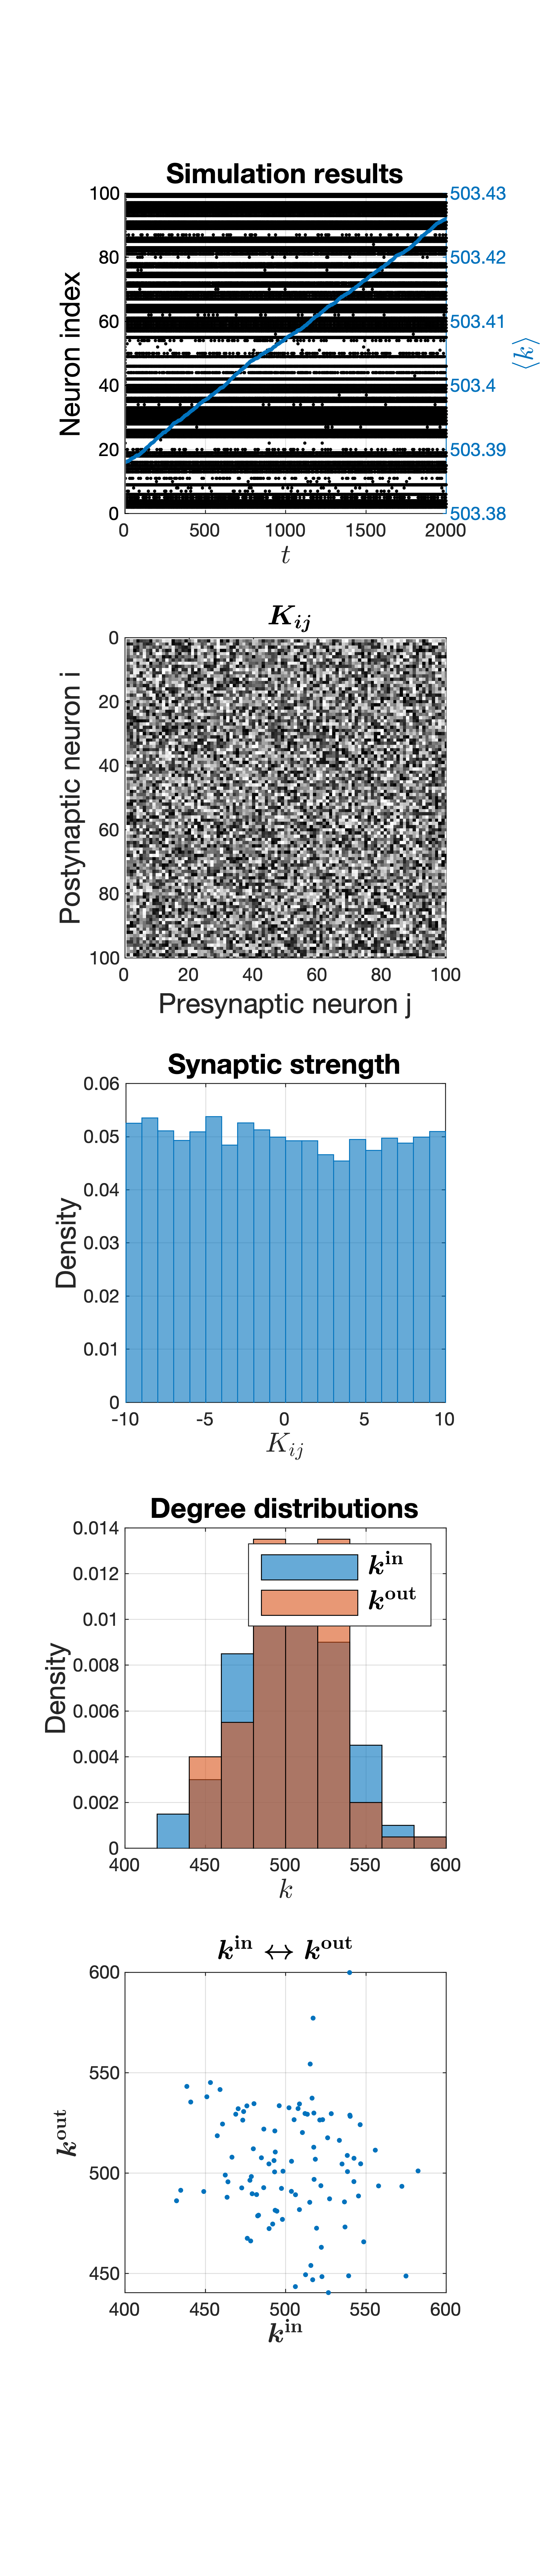 Simulation results
100
80
60
40
20
0
Neuron index
503.43
503.42
503.41
503.4
503.39
503.38
⟨k⟩
0 500 1000 1500 2000
t
K_ij
0
20
40
60
80
100
Postynaptic neuron i
0 20 40 60 80 100
Presynaptic neuron j
Synaptic strength
0.06
0.05
0.04
0.03
0.02
0.01
0
Density
-10 -5 0 5 10
K_ij
Degree distributions
0.014
0.012
0.01
0.008
0.006
0.004
0.002
0
Density
k^in
k^out
400 450 500 550 600
k
k^in ↔ k^out
600
550
500
450
k^out
400 450 500 550 600
k^in